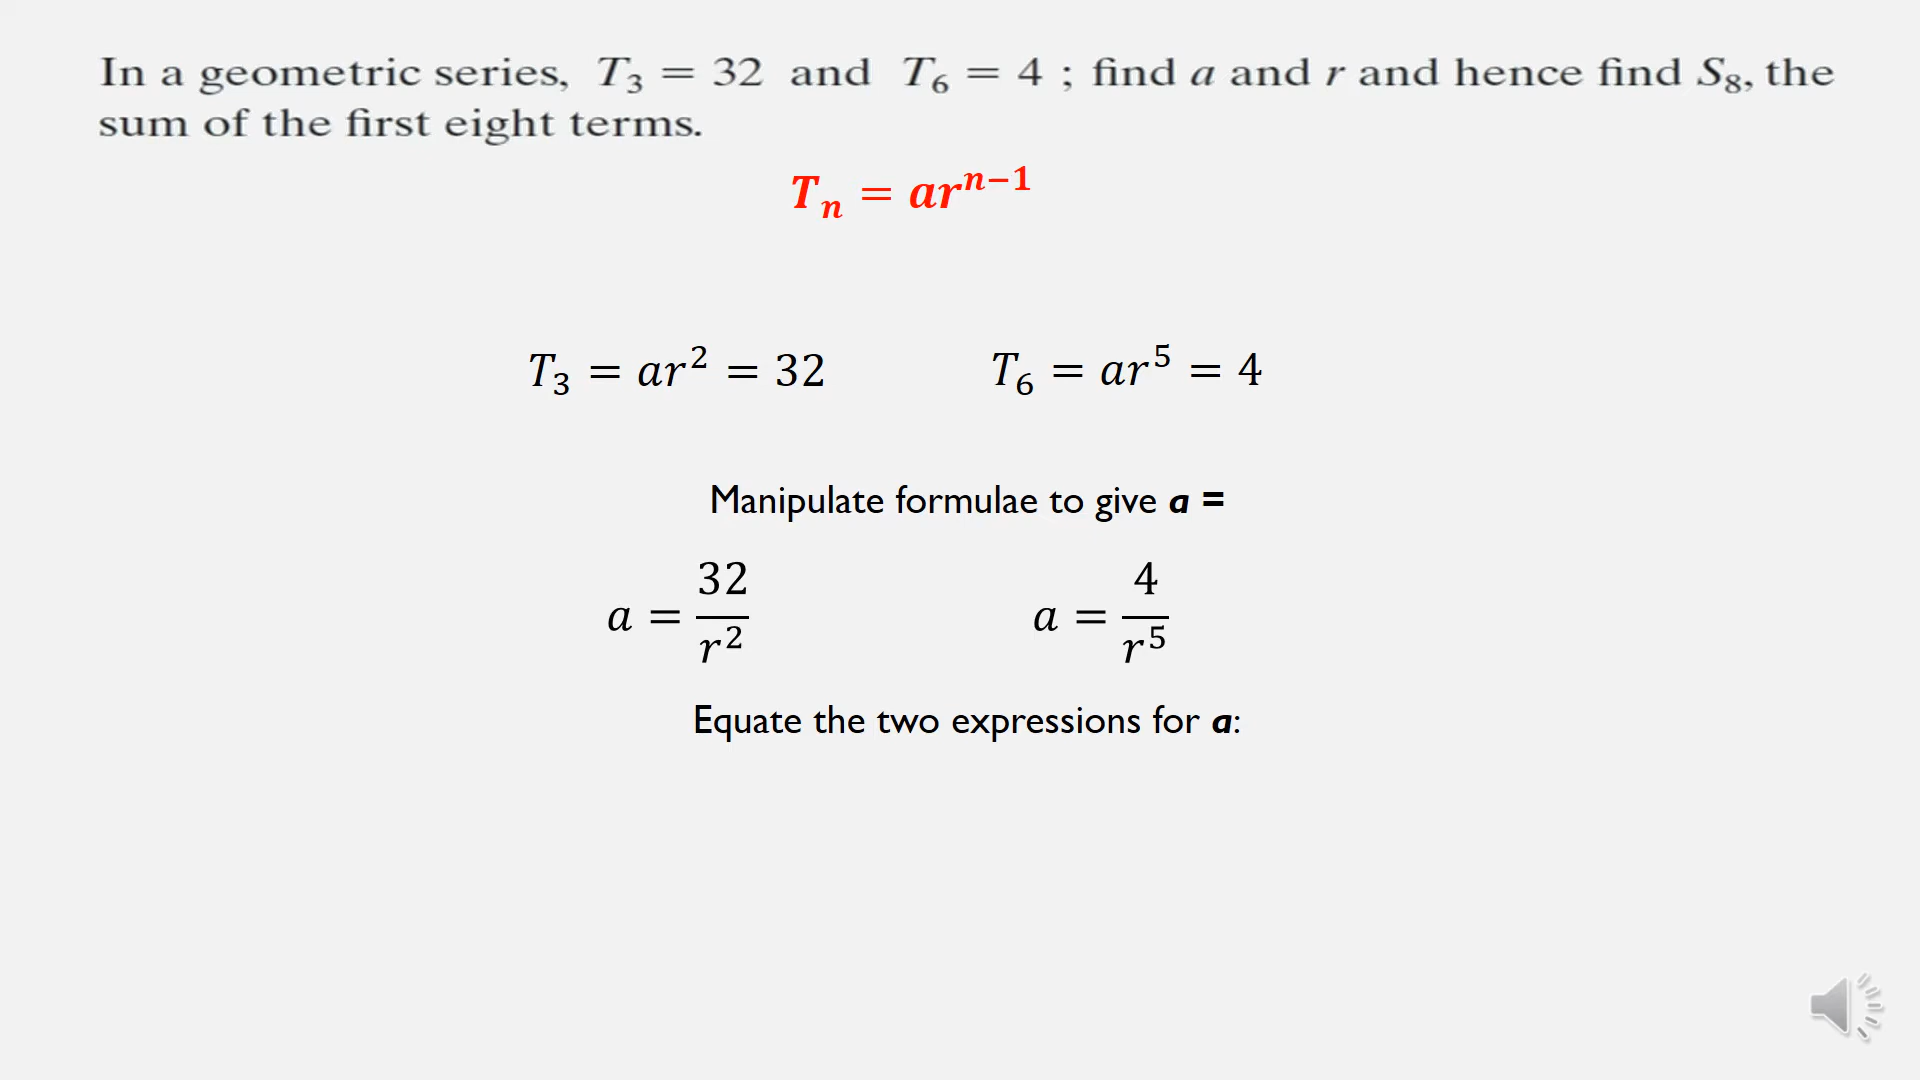 In a geometric series, T₃ = 32 and T₆ = 4 ; find a and r and hence find S₈, the
sum of the first eight terms.
Tₙ = arⁿ⁻¹
T₃ = ar² = 32 T₆ = ar⁵ = 4
Manipulate formulae to give a =
a = 32/r² a = 4/r⁵
Equate the two expressions for a: